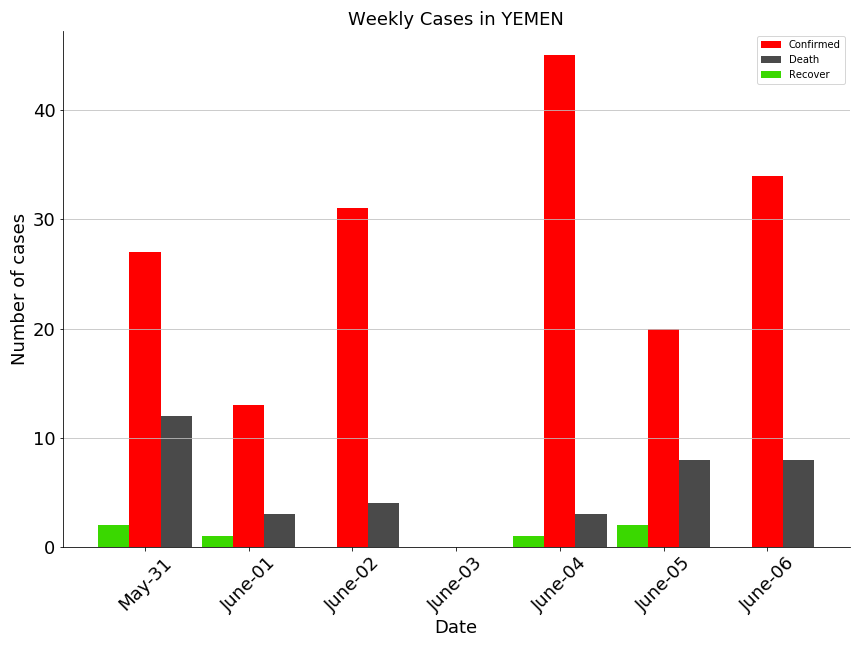 Weekly Cases in YEMEN
Confirmed
Death
Recover
Number of cases
40
30
20
10
0
May-31
June-01
June-02
June-03
June-04
June-05
June-06
Date